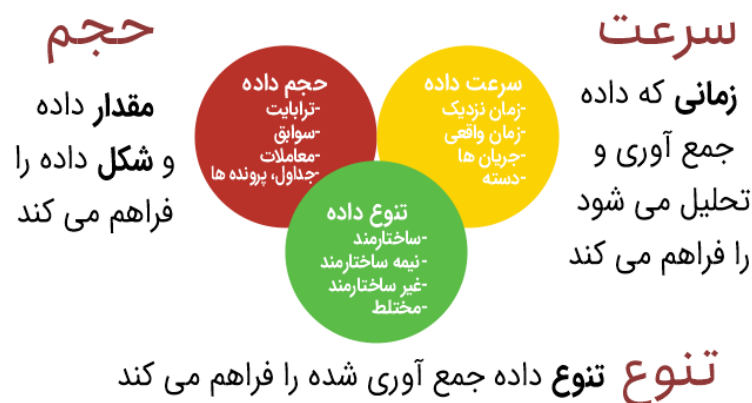 سرعت
زمانی که داده
جمع آوری و
تحلیل می شود
را فراهم می کند
سرعت داده
-زمان نزدیک
-زمان واقعی
-جریان ها
-دسته
حجم داده
-ترابایت
-سوابق
-معاملات
-جداول، پرونده ها
حجم
مقدار داده
و شکل داده را
فراهم می کند
تنوع داده
-ساختارمند
-نیمه ساختارمند
-غیر ساختارمند
-مختلط
تنوع تنوع داده جمع آوری شده را فراهم می کند